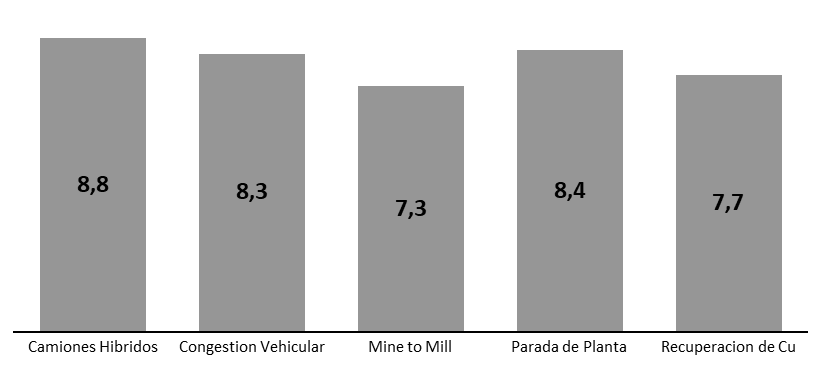 8,8
8,3
7,3
8,4
7,7
Camiones Hibridos
Congestion Vehicular
Mine to Mill
Parada de Planta
Recuperacion de Cu